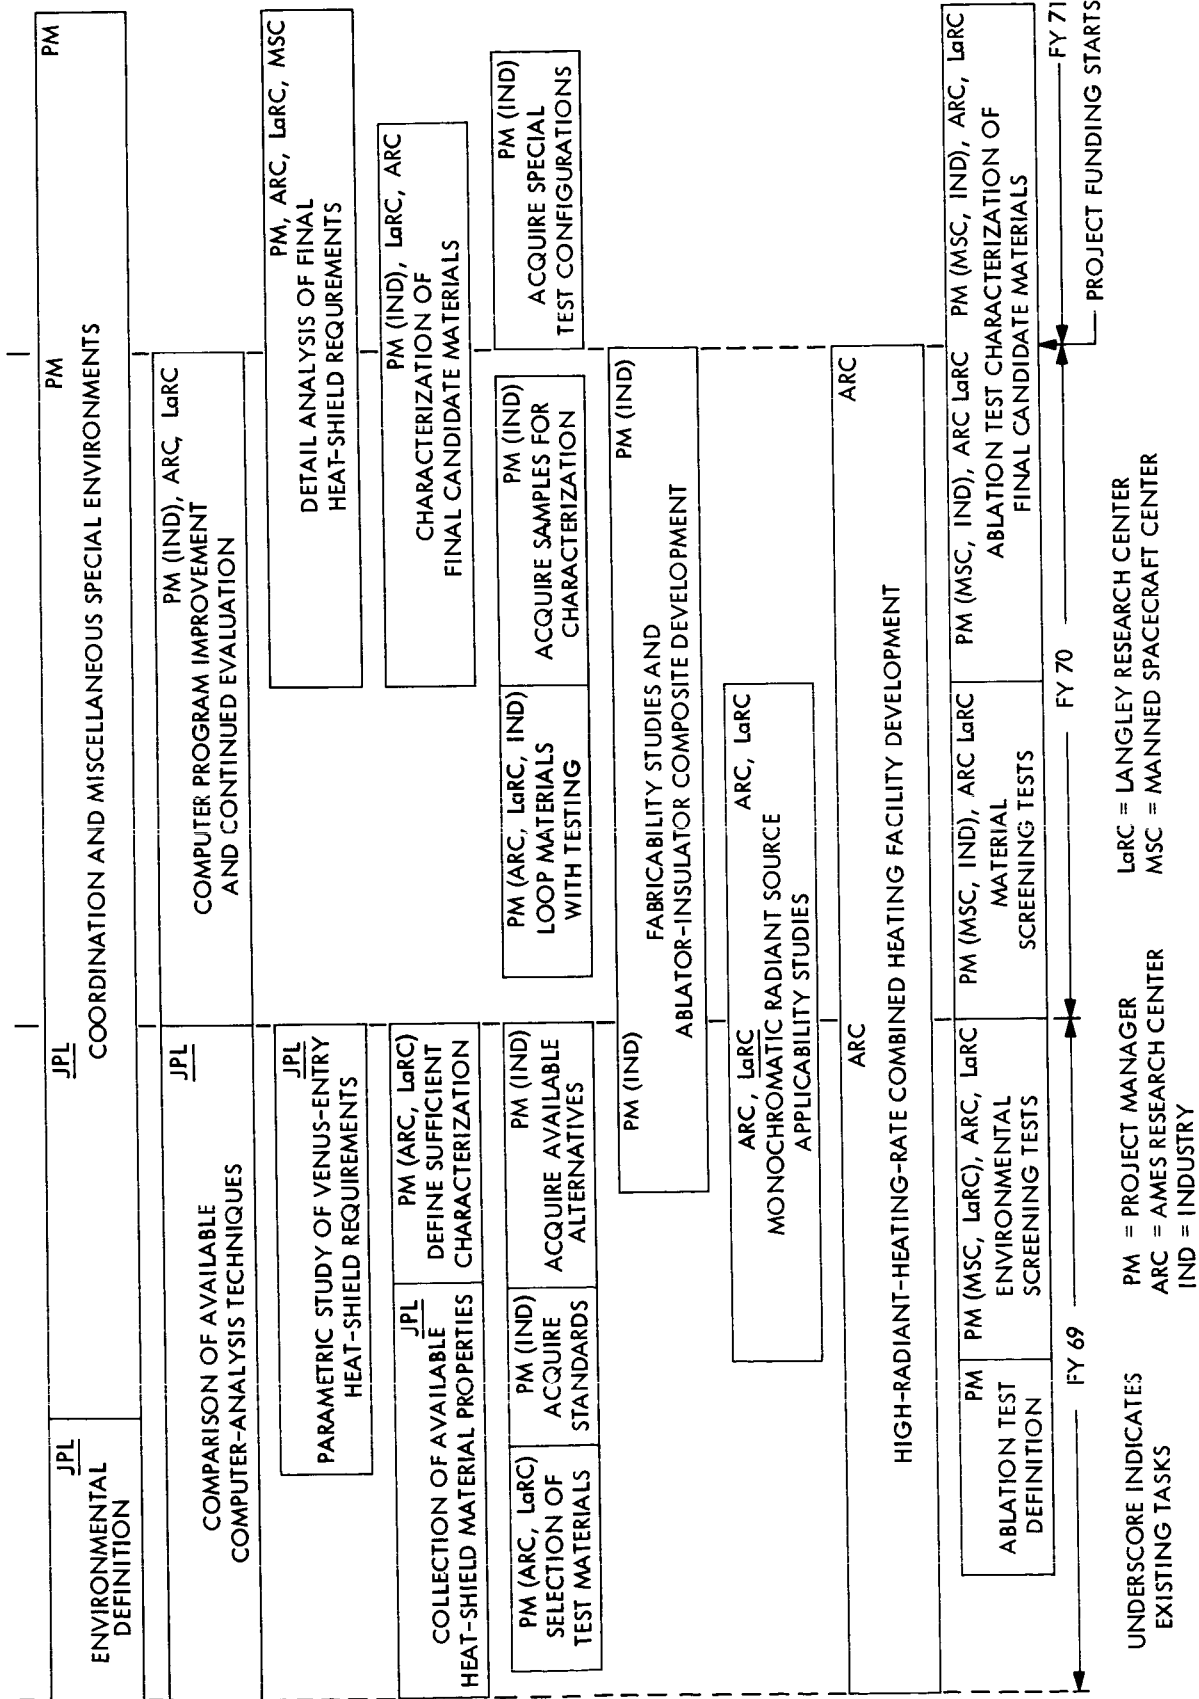 JPL
ENVIRONMENTAL
DEFINITION
JPL
PM
PM
COORDINATION AND MISCELLANEOUS SPECIAL ENVIRONMENTS
JPL
COMPARISON OF AVAILABLE
COMPUTER-ANALYSIS TECHNIQUES
PM (IND), ARC, LaRC
COMPUTER PROGRAM IMPROVEMENT
AND CONTINUED EVALUATION
JPL
PARAMETRIC STUDY OF VENUS-ENTRY
HEAT-SHIELD REQUIREMENTS
PM, ARC, LaRC, MSC
DETAIL ANALYSIS OF FINAL
HEAT-SHIELD REQUREMENTS
JPL
COLLECTION OF AVAILABLE
HEAT-SHIELD MATERIAL PROPERTIES
PM (ARC, LaRC)
DEFINE SUFFICIENT
CHARACTERIZATION
PM (IND), LaRC, ARC
CHARACTERIZATION OF
FINAL CANDIDATE MATERIALS
PM (ARC, LaRC)
SELECTION OF
TEST MATERIALS
PM (IND)
ACQUIRE
STANDARDS
PM (IND)
ACQUIRE AVAILABLE
ALTERNATIVES
PM (ARC, LaRC, IND)
LOOP MATERIALS
WITH TESTING
PM (IND)
ACQUIRE SAMPLES FOR
CHARACTERIZATION
PM (IND)
ACQUIRE SPECIAL
TEST CONFIGURATIONS
PM (IND)
PM (IND)
FABRICABILITY STUDIES AND
ABLATOR-INSULATOR COMPOSITE DEVELOPMENT
ARC, LaRC
ARC, LaRC
MONOCHROMATIC RADIANT SOURCE
APPLICABILITY STUDIES
ARC
ARC
HIGH-RADIANT-HEATING-RATE COMBINED HEATING FACILITY DEVELOPMENT
PM
ABLATION TEST
DEFINITION
PM (MSC, LaRC), ARC, LaRC
ENVIRONMENTAL
SCREENING TESTS
PM (MSC, IND), ARC LaRC
MATERIAL
SCREENING TESTS
PM (MSC, IND), ARC LaRC
PM (MSC, IND), ARC, LaRC
ABLATION TEST CHARACTERIZATION OF
FINAL CANDIDATE MATERIALS
FY 69
FY 70
FY 71
PROJECT FUNDING STARTS
UNDERSCORE INDICATES
EXISTING TASKS
PM = PROJECT MANAGER
ARC = AMES RESEARCH CENTER
IND = INDUSTRY
LaRC = LANGLEY RESEARCH CENTER
MSC = MANNED SPACECRAFT CENTER